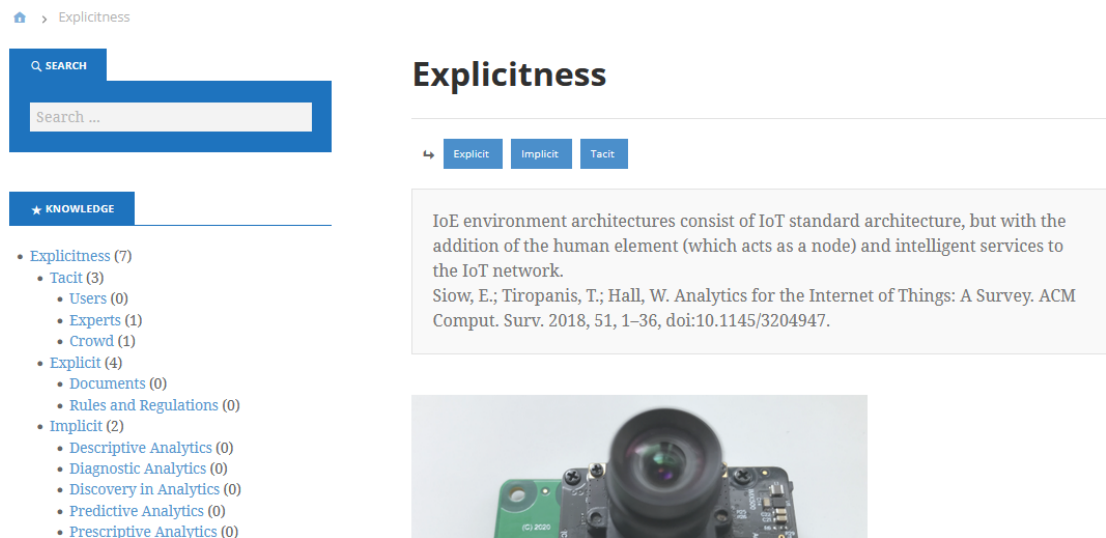 Explicitness
SEARCH
Search ...
KNOWLEDGE
Explicitness (7)
Tacit (3)
Users (0)
Experts (1)
Crowd (1)
Explicit (4)
Documents (0)
Rules and Regulations (0)
Implicit (2)
Descriptive Analytics (0)
Diagnostic Analytics (0)
Discovery in Analytics (0)
Predictive Analytics (0)
Prescriptive Analytics (0)
Explicitness
Explicit Implicit Tacit
IoE environment architectures consist of IoT standard architecture, but with the
addition of the human element (which acts as a node) and intelligent services to
the IoT network.
Siow, E.; Tiropanis, T.; Hall, W. Analytics for the Internet of Things: A Survey. ACM
Comput. Surv. 2018, 51, 1–36, doi:10.1145/3204947.
(C) 2020